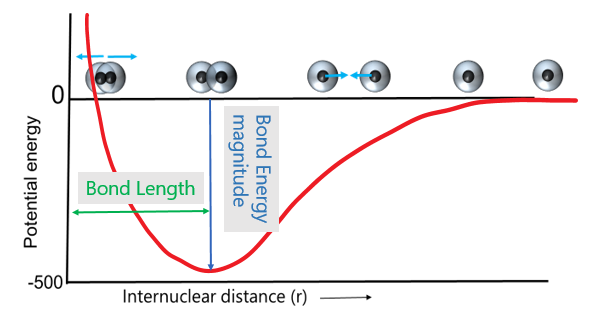 0
Potential energy
Bond Length
Bond Energy
magnitude
-500
Internuclear distance (r)